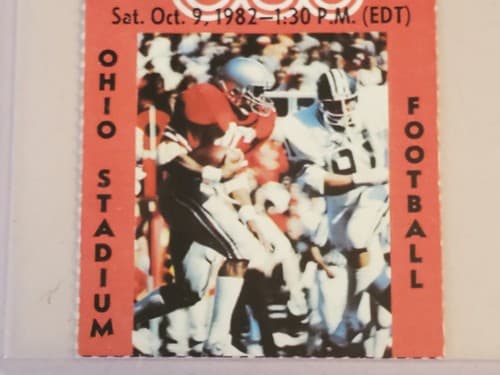 Sat. Oct. 9, 1982—1:30 P.M. (EDT)
OHIO STADIUM
FOOTBALL